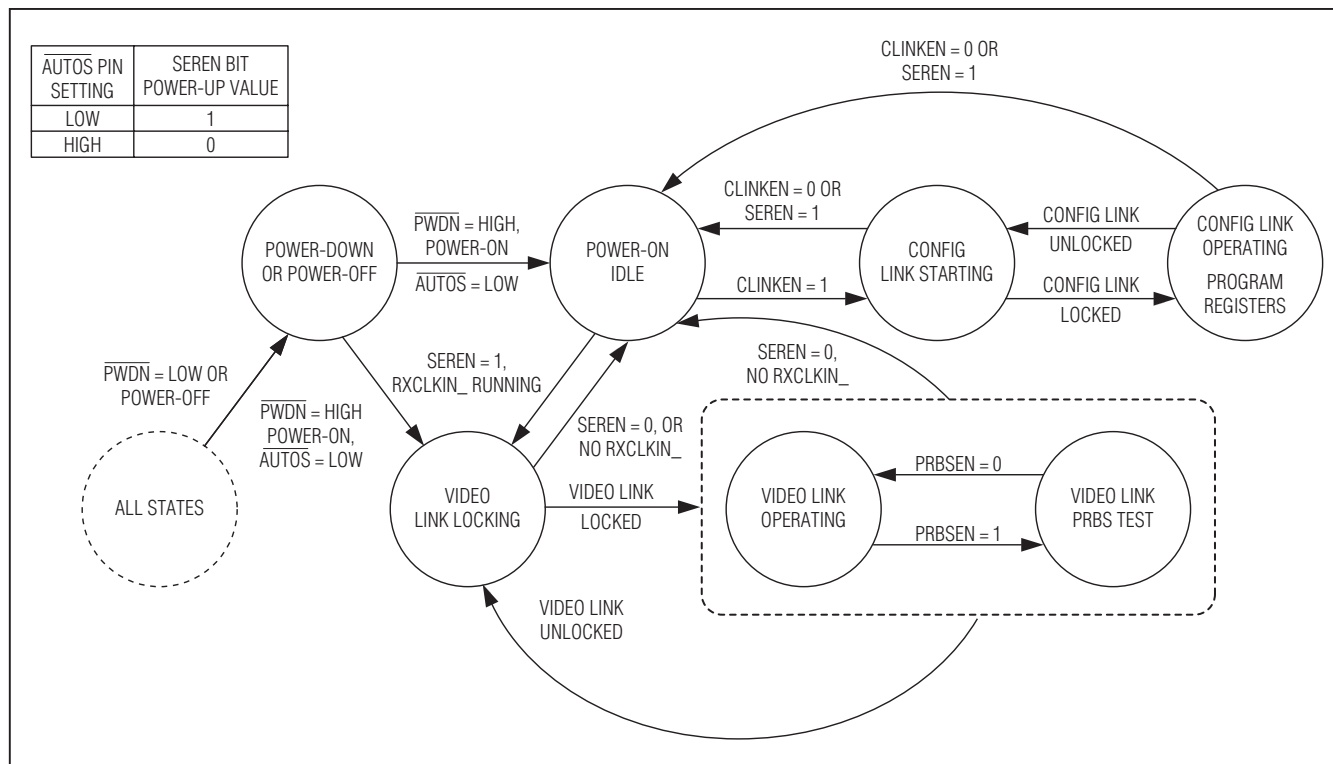 AUTOS PIN SETTING
SEREN BIT POWER-UP VALUE
LOW 1
HIGH 0
CLINKEN = 0 OR
SEREN = 1
POWER-DOWN
OR POWER-OFF
PWDN = HIGH,
POWER-ON
AUTOS = LOW
POWER-ON
IDLE
CLINKEN = 0 OR
SEREN = 1
CLINKEN = 1
CONFIG
LINK STARTING
CONFIG LINK
UNLOCKED
CONFIG LINK
LOCKED
CONFIG LINK
OPERATING
PROGRAM
REGISTERS
PWDN = LOW OR
POWER-OFF
PWDN = HIGH
POWER-ON,
AUTOS = LOW
SEREN = 1,
RXCLKIN_ RUNNING
SEREN = 0, OR
NO RXCLKIN_
SEREN = 0,
NO RXCLKIN_
ALL STATES
VIDEO
LINK LOCKING
VIDEO LINK
LOCKED
VIDEO LINK
OPERATING
PRBSEN = 0
PRBSEN = 1
VIDEO LINK
PRBS TEST
VIDEO LINK
UNLOCKED